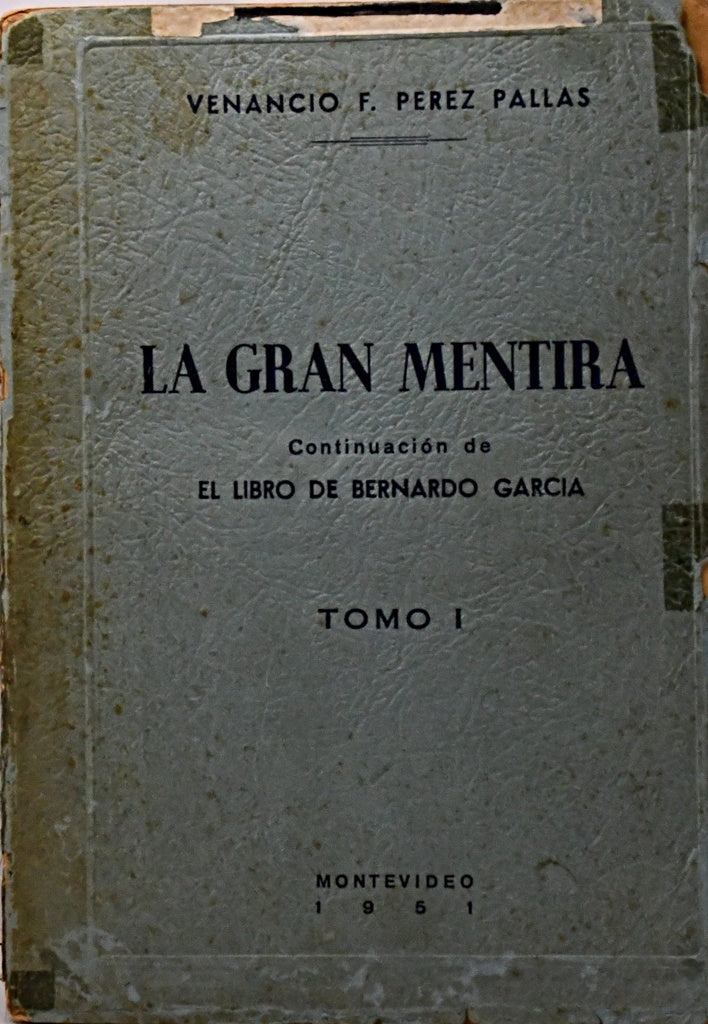 VENANCIO F. PEREZ PALLAS
LA GRAN MENTIRA
Continuación de
EL LIBRO DE BERNARDO GARCIA
TOMO I
MONTEVIDEO
1951